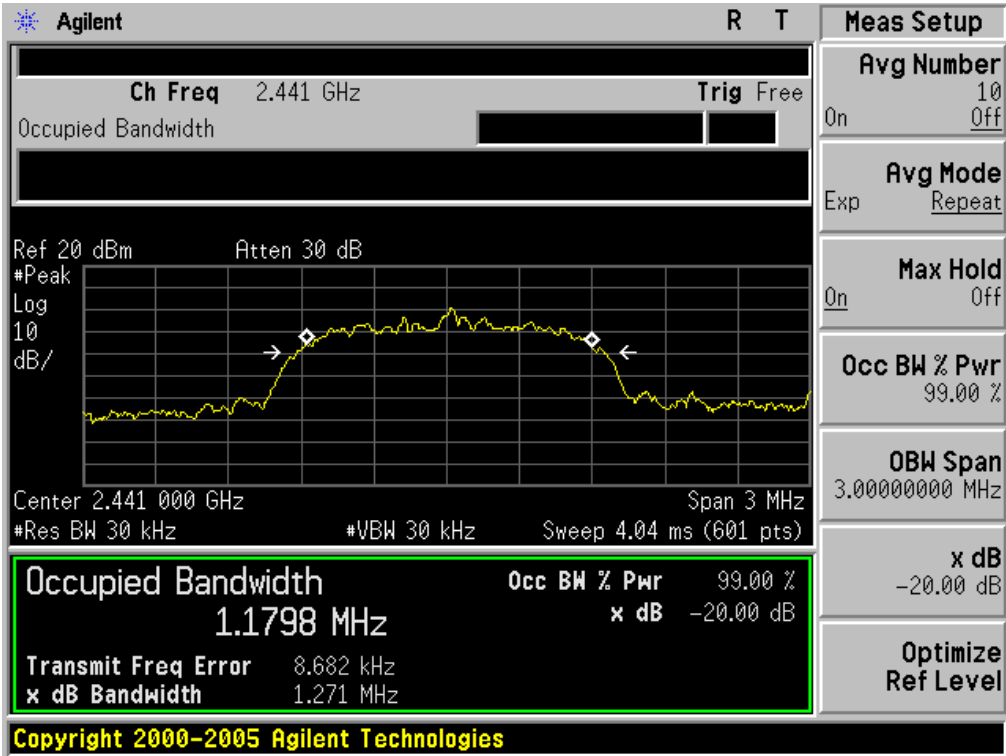 Agilent R T
Ch Freq 2.441 GHz Trig Free
Occupied Bandwidth
Ref 20 dBm Atten 30 dB
#Peak
Log
10
dB/
Center 2.441 000 GHz Span 3 MHz
#Res BW 30 kHz #VBW 30 kHz Sweep 4.04 ms (601 pts)
Occupied Bandwidth
1.1798 MHz
Occ BW % Pwr 99.00 %
x dB -20.00 dB
Transmit Freq Error 8.682 kHz
x dB Bandwidth 1.271 MHz
Copyright 2000-2005 Agilent Technologies
Meas Setup
Avg Number
10
On Off
Avg Mode
Exp Repeat
Max Hold
On Off
Occ BW % Pwr
99.00 %
OBW Span
3.00000000 MHz
x dB
-20.00 dB
Optimize
Ref Level